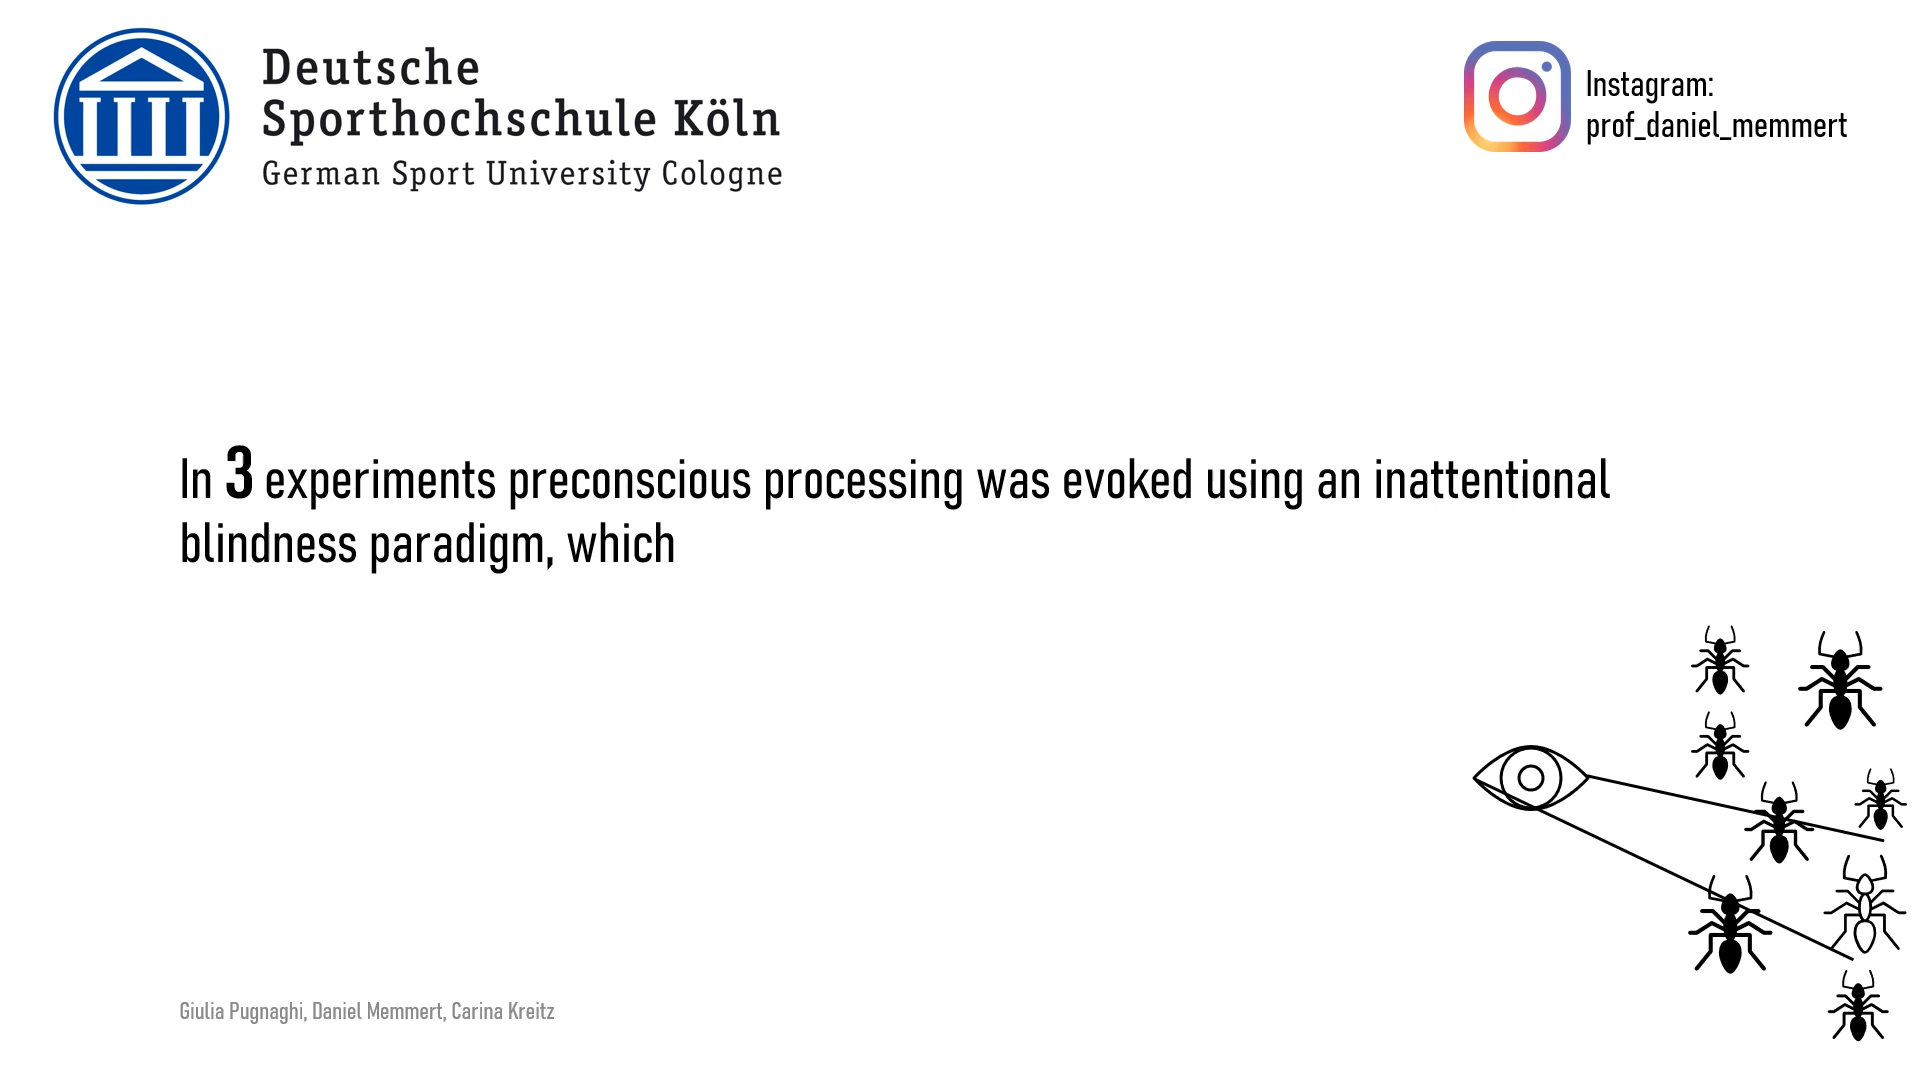 Deutsche
Sporthochschule Köln
German Sport University Cologne
Instagram:
prof_daniel_memmert
In 3 experiments preconscious processing was evoked using an inattentional
blindness paradigm, which
Giulia Pugnaghi, Daniel Memmert, Carina Kreitz